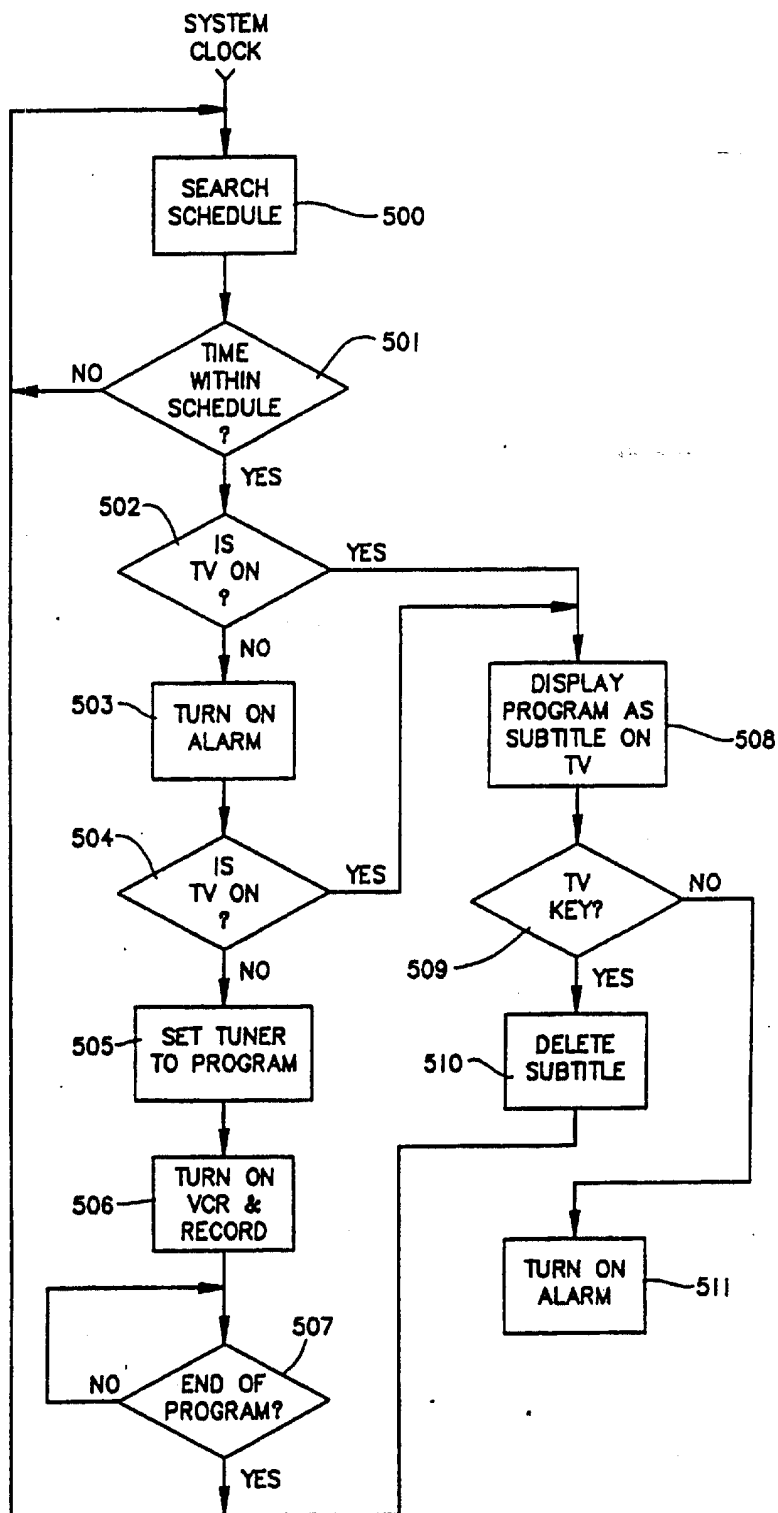 SYSTEM
CLOCK
SEARCH
SCHEDULE
500
TIME
WITHIN
SCHEDULE
?
501
NO
YES
502
IS
TV ON
?
YES
NO
503
TURN ON
ALARM
504
IS
TV ON
?
YES
NO
505
SET TUNER
TO PROGRAM
506
TURN ON
VCR &
RECORD
507
END OF
PROGRAM?
NO
YES
DISPLAY
PROGRAM AS
SUBTITLE ON
TV
508
TV
KEY?
NO
509
YES
510
DELETE
SUBTITLE
TURN ON
ALARM
511